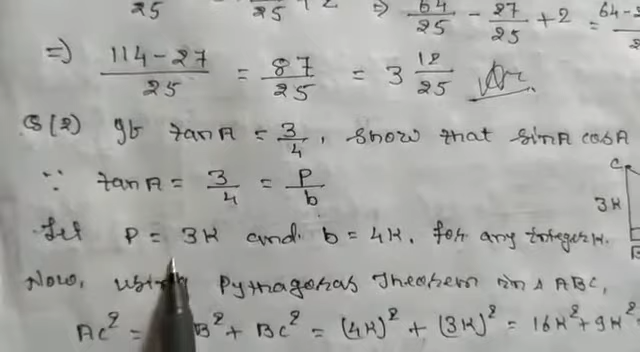 25 25 + 2 ⇒ 64/25 - 27/25 + 2 = 64-
=) 114-27/25 = 87/25 = 3 12/25 Ans
Q(2) If tanA = 3/4, show that sinA cosA
∵ tanA = 3/4 = P/b
C
3K
B
Let P = 3K and b = 4K, for any integer K.
Now, Pythagoras Theorem in Δ ABC,
AC² = B² + BC² = (4K)² + (3K)² = 16K² + 9K²